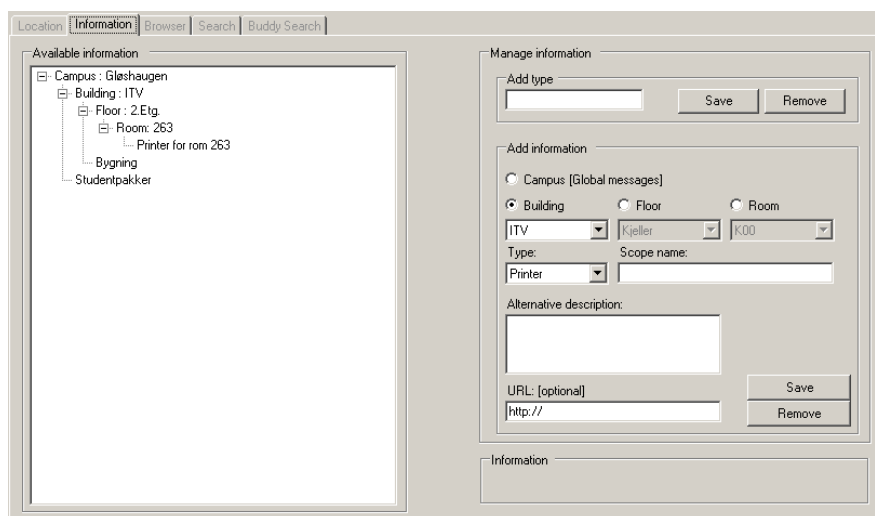 Location Information Browser Search Buddy Search
Available information
Campus : Gløshaugen
Building : ITV
Floor : 2.Etg.
Room: 263
Printer for rom 263
Bygning
Studentpakker
Manage information
Add type
Save Remove
Add information
Campus [Global messages]
Building Floor Room
ITV Kjeller K00
Type: Scope name:
Printer
Alternative description:
URL: [optional]
http://
Save
Remove
Information